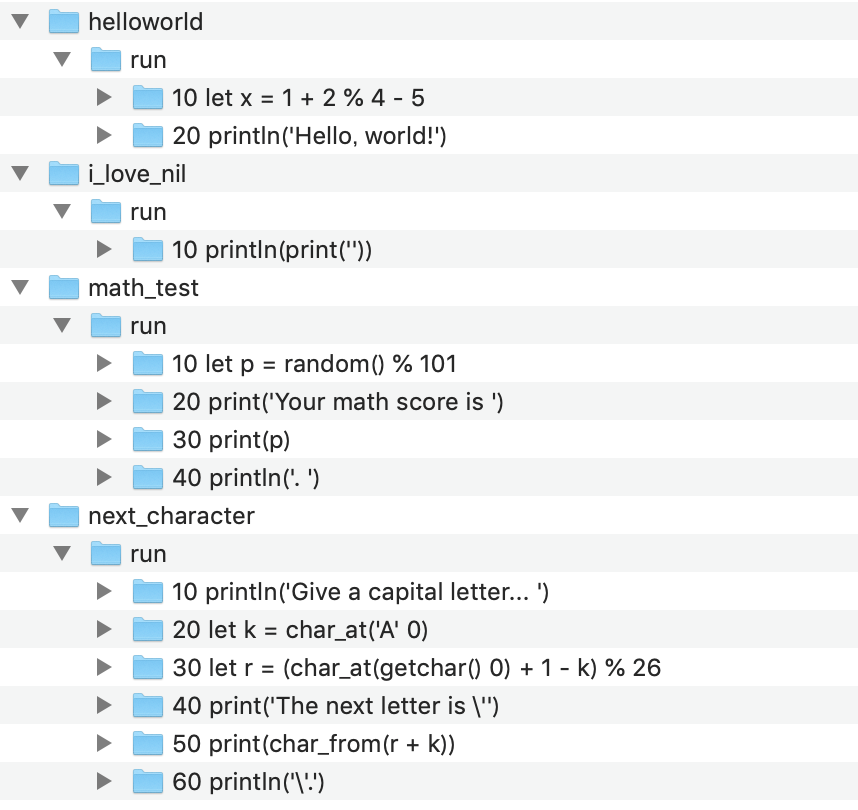 helloworld
run
10 let x = 1 + 2 % 4 - 5
20 println('Hello, world!')
i_love_nil
run
10 println(print(''))
math_test
run
10 let p = random() % 101
20 print('Your math score is ')
30 print(p)
40 println('. ')
next_character
run
10 println('Give a capital letter... ')
20 let k = char_at('A' 0)
30 let r = (char_at(getchar() 0) + 1 - k) % 26
40 print('The next letter is \'')
50 print(char_from(r + k))
60 println('\'.')